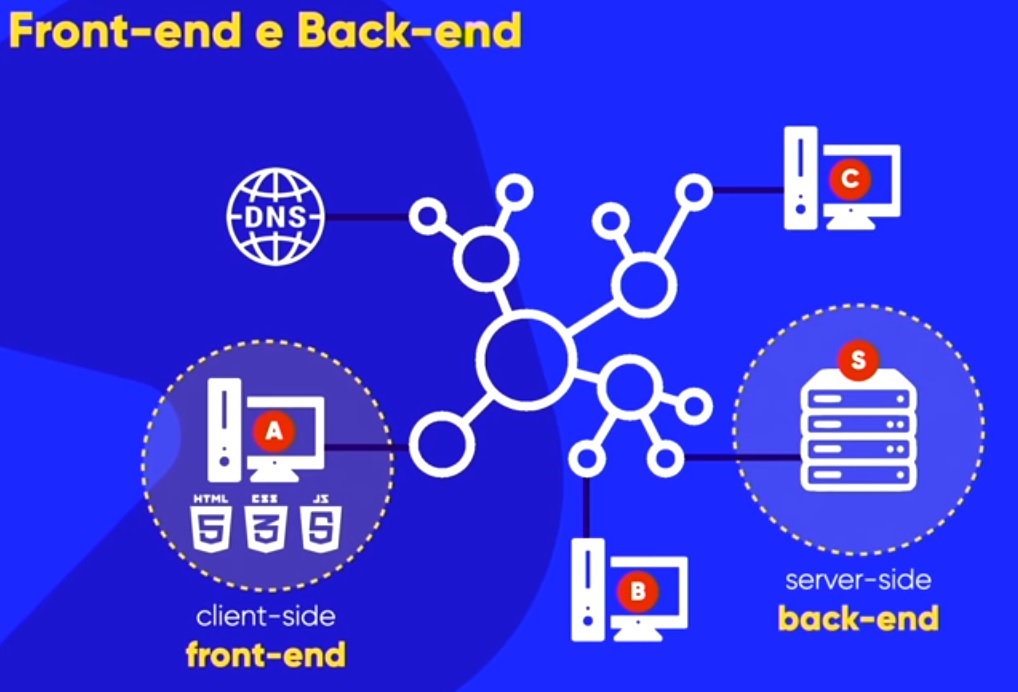 Front-end e Back-end
DNS
C
A
S
HTML CSS JS
5 3 5
B
client-side
front-end
server-side
back-end